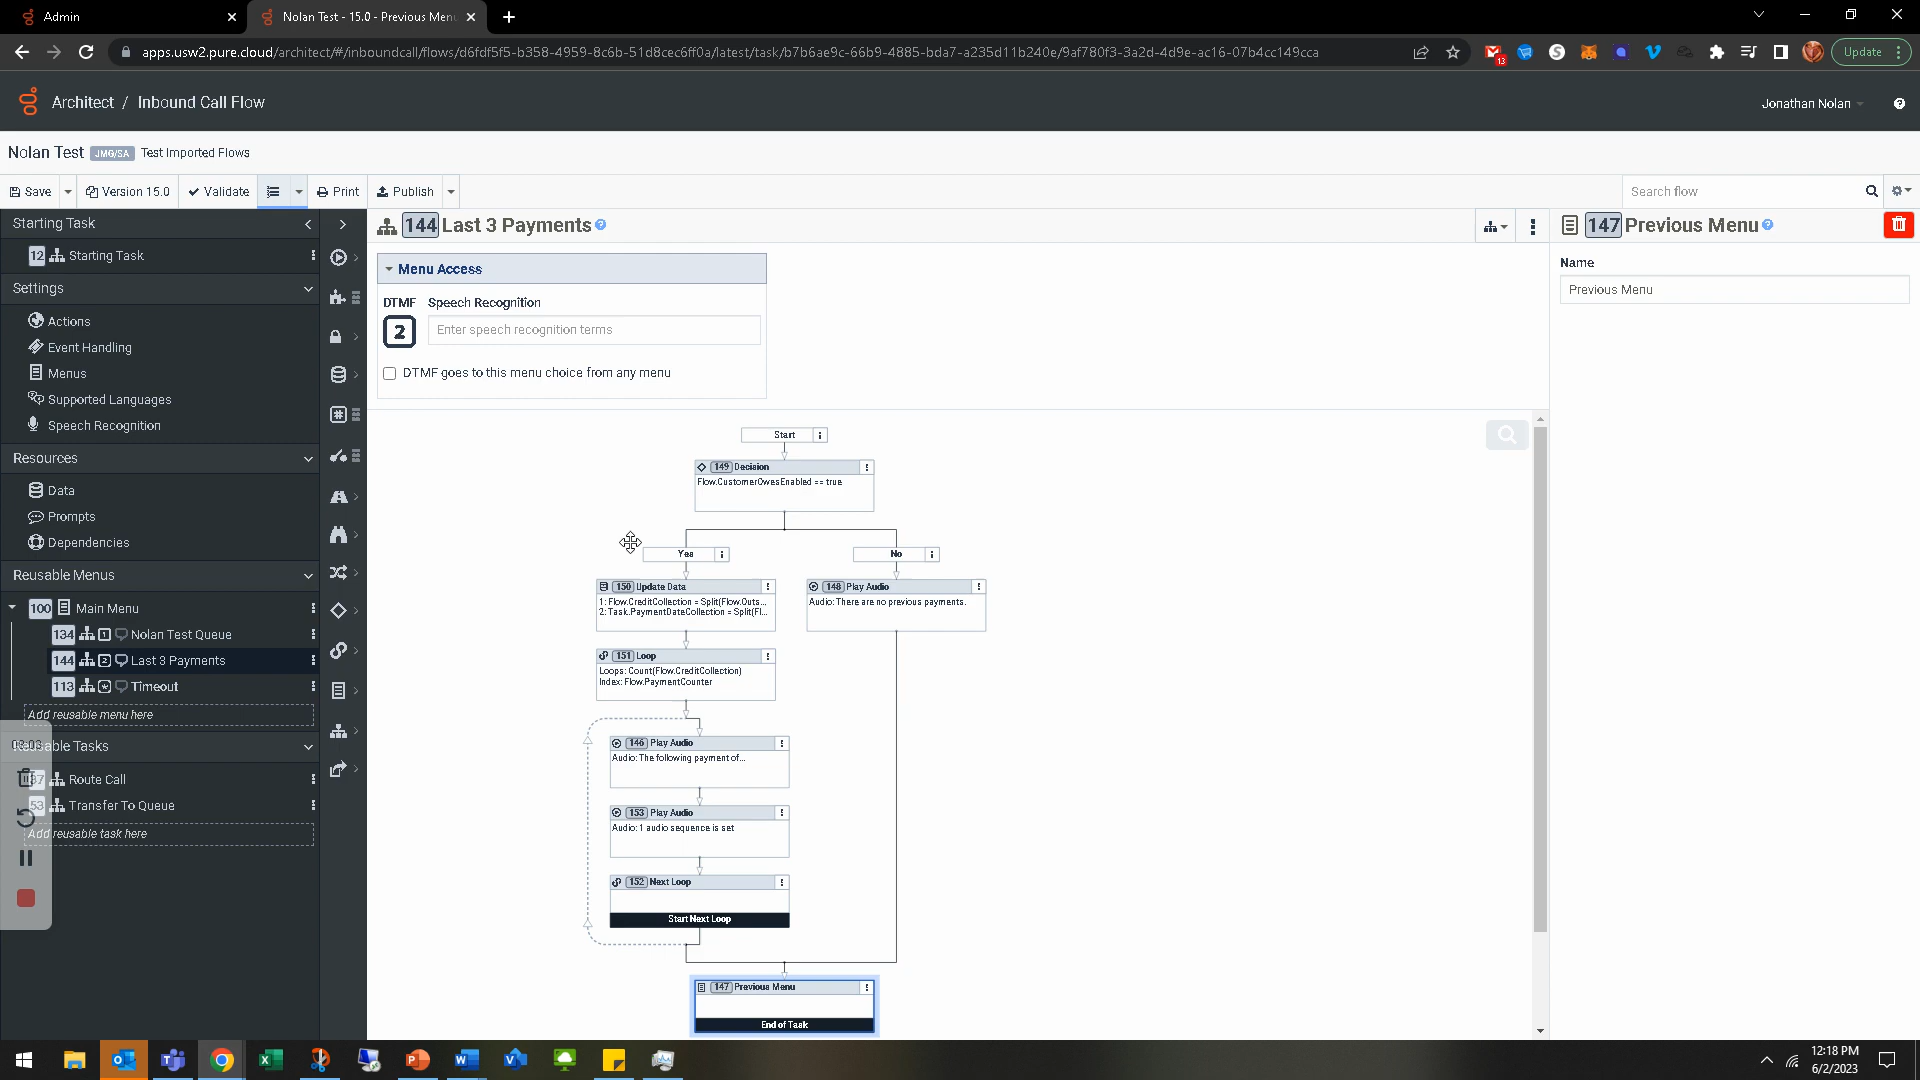 Admin
Nolan Test - 15.0 - Previous Menu
apps.usw2.pure.cloud/architect/#/inboundcall/flows/d6fdf5f5-b358-4959-8c6b-51d8cec6ff0a/latest/task/b7b6ae9c-66b9-4885-bda7-a235d11b240e/9af780f3-3a2d-4d9e-ac16-07b4cc149cca
13
Update
Architect / Inbound Call Flow
Jonathan Nolan
Nolan Test JMG/SA Test Imported Flows
Save
Version 15.0
Validate
Print
Publish
Search flow
Starting Task
12 Starting Task
Settings
Actions
Event Handling
Menus
Supported Languages
Speech Recognition
Resources
Data
Prompts
Dependencies
Reusable Menus
100 Main Menu
134 1 Nolan Test Queue
144 2 Last 3 Payments
113 Timeout
Add reusable menu here
Reusable Tasks
Route Call
53 Transfer To Queue
Add reusable task here
144 Last 3 Payments
Menu Access
DTMF Speech Recognition
2 Enter speech recognition terms
DTMF goes to this menu choice from any menu
Start
149 Decision
Flow.CustomerOwesEnabled == true
Yes
No
150 Update Data
1: Flow.CreditCollection = Split(Flow.Outs...
2: Task.PaymentDateCollection = Split(Fl...
148 Play Audio
Audio: There are no previous payments.
151 Loop
Loops: Count(Flow.CreditCollection)
Index: Flow.PaymentCounter
146 Play Audio
Audio: The following payment of...
153 Play Audio
Audio: 1 audio sequence is set
152 Next Loop
Start Next Loop
147 Previous Menu
End of Task
147 Previous Menu
Name
Previous Menu
12:18 PM
6/2/2023